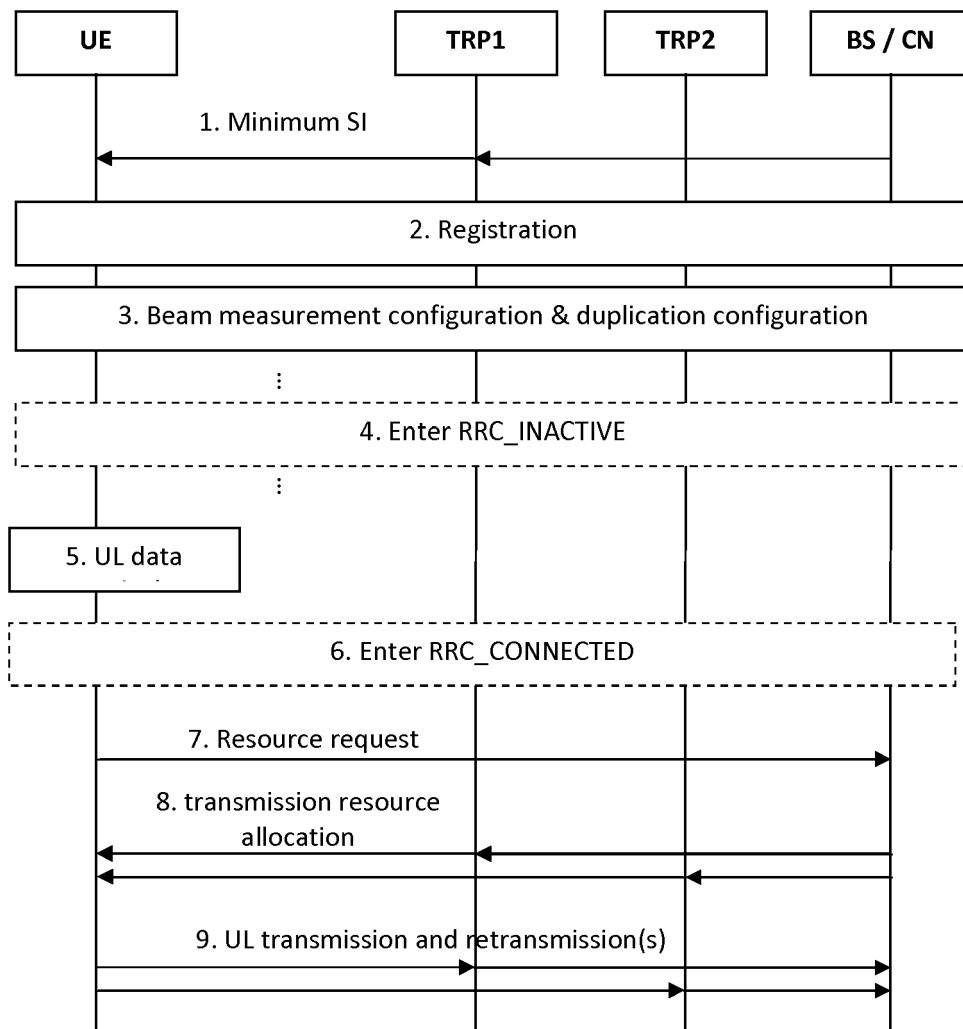 UE
TRP1
TRP2
BS / CN
1. Minimum SI
2. Registration
3. Beam measurement configuration & duplication configuration
4. Enter RRC_INACTIVE
5. UL data
6. Enter RRC_CONNECTED
7. Resource request
8. transmission resource
allocation
9. UL transmission and retransmission(s)